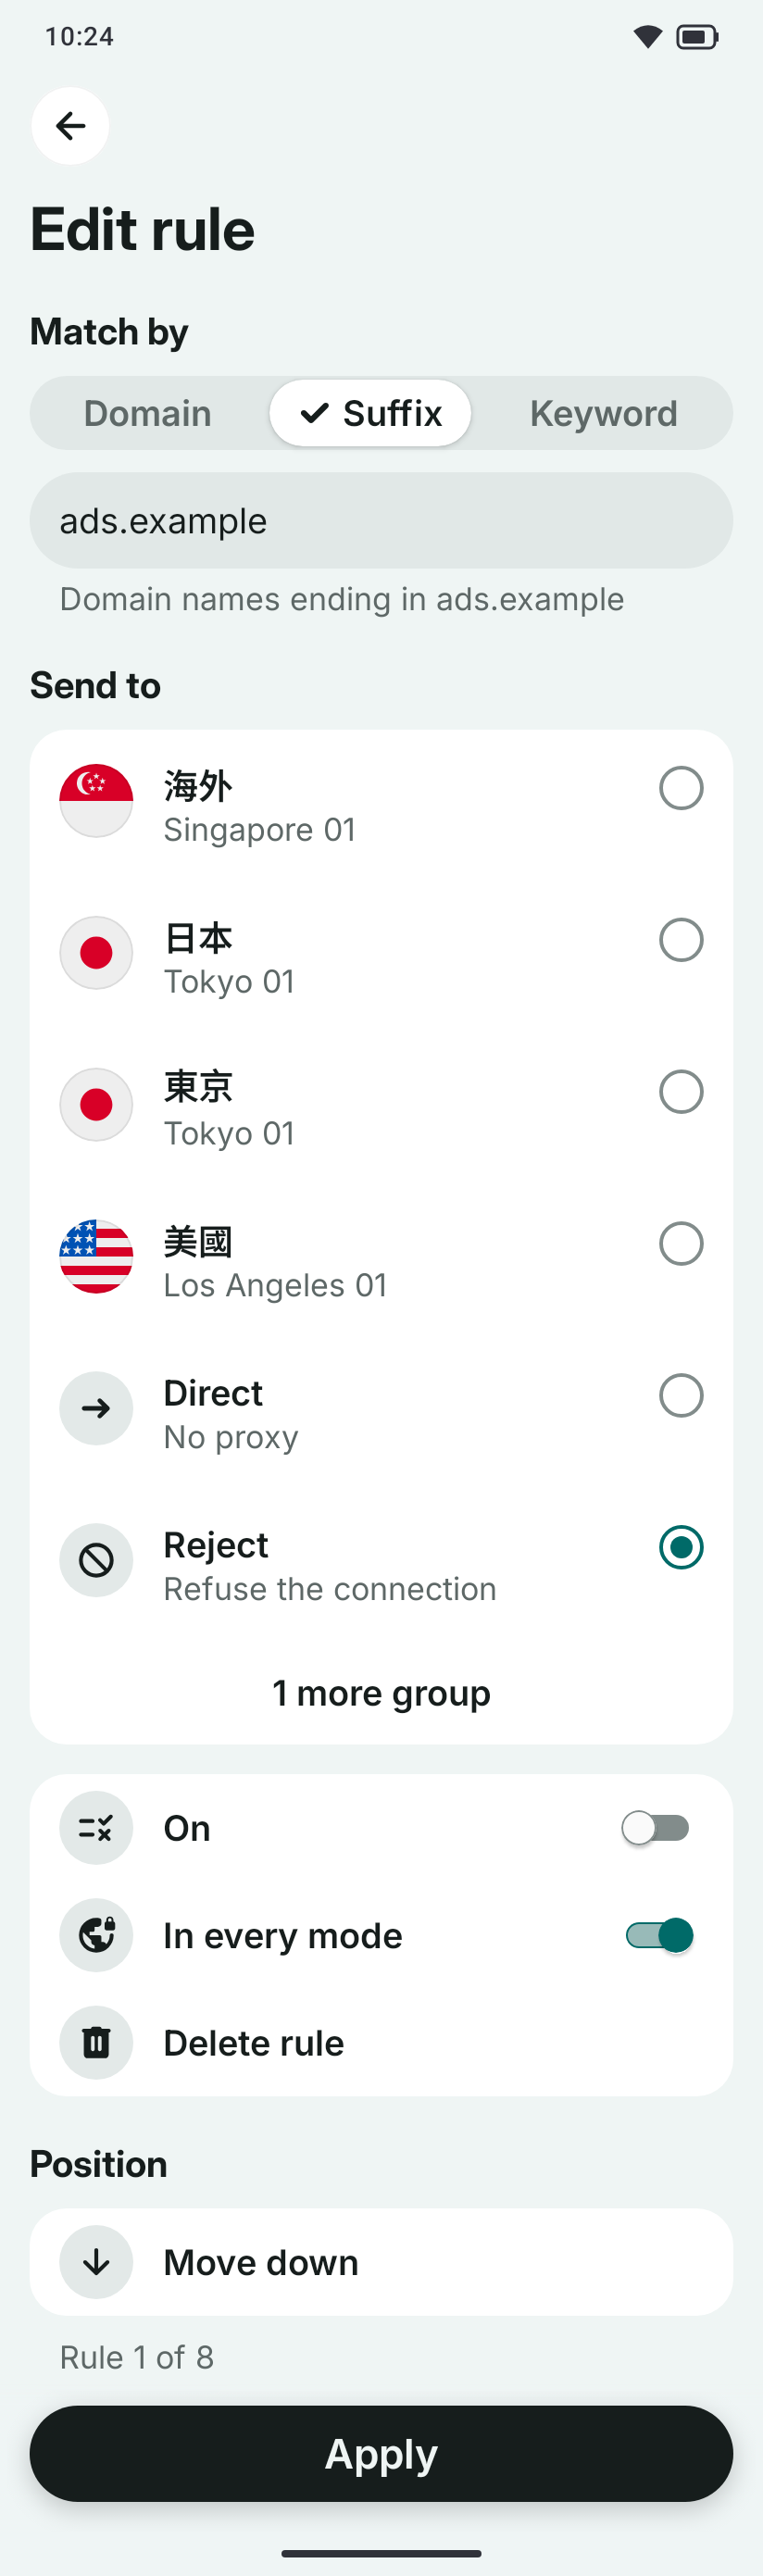 10:24
Edit rule
Match by
Domain
Suffix
Keyword
ads.example
Domain names ending in ads.example
Send to
海外
Singapore 01
日本
Tokyo 01
東京
Tokyo 01
美國
Los Angeles 01
Direct
No proxy
Reject
Refuse the connection
1 more group
On
In every mode
Delete rule
Position
Move down
Rule 1 of 8
Apply